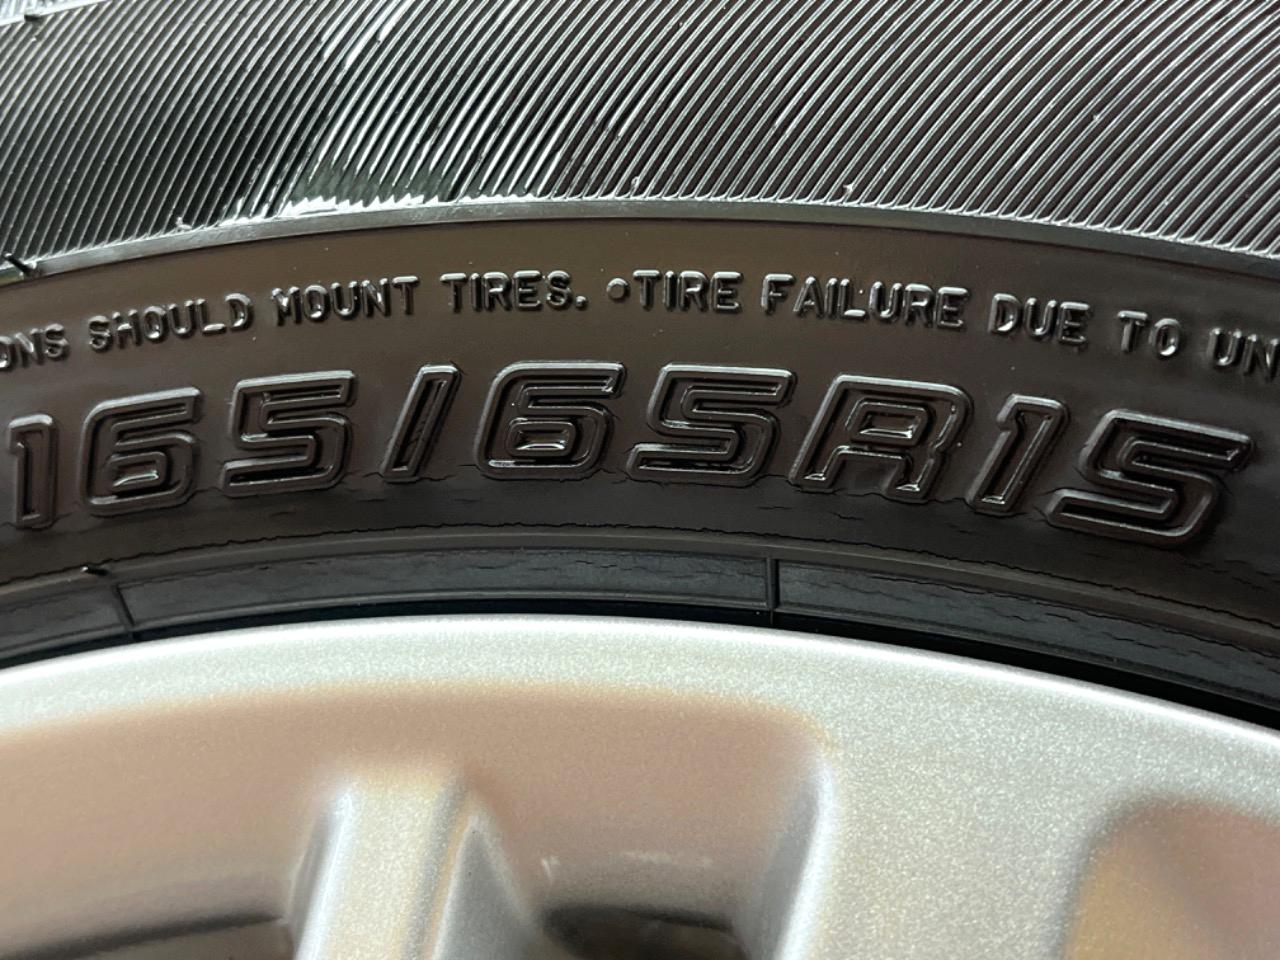 ONS SHOULD MOUNT TIRES. •TIRE FAILURE DUE TO UN
165/65R15